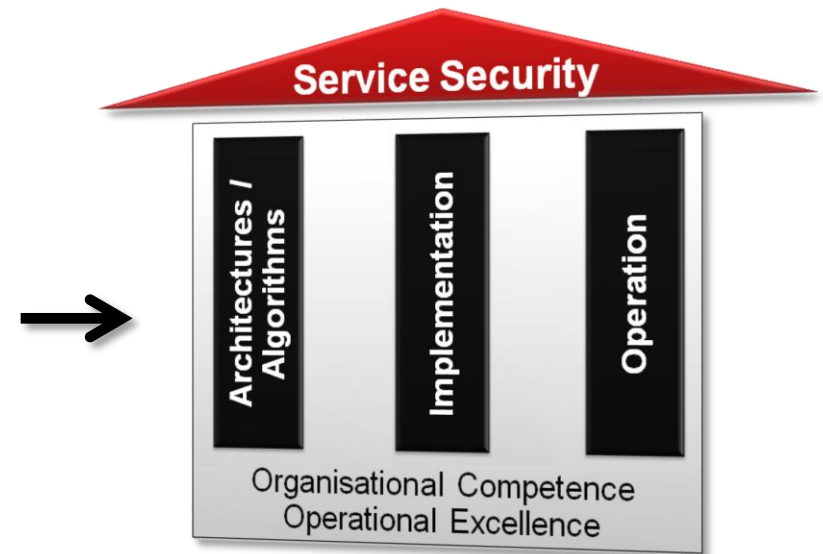 Service Security
Architectures /
Algorithms
Implementation
Operation
Organisational Competence
Operational Excellence